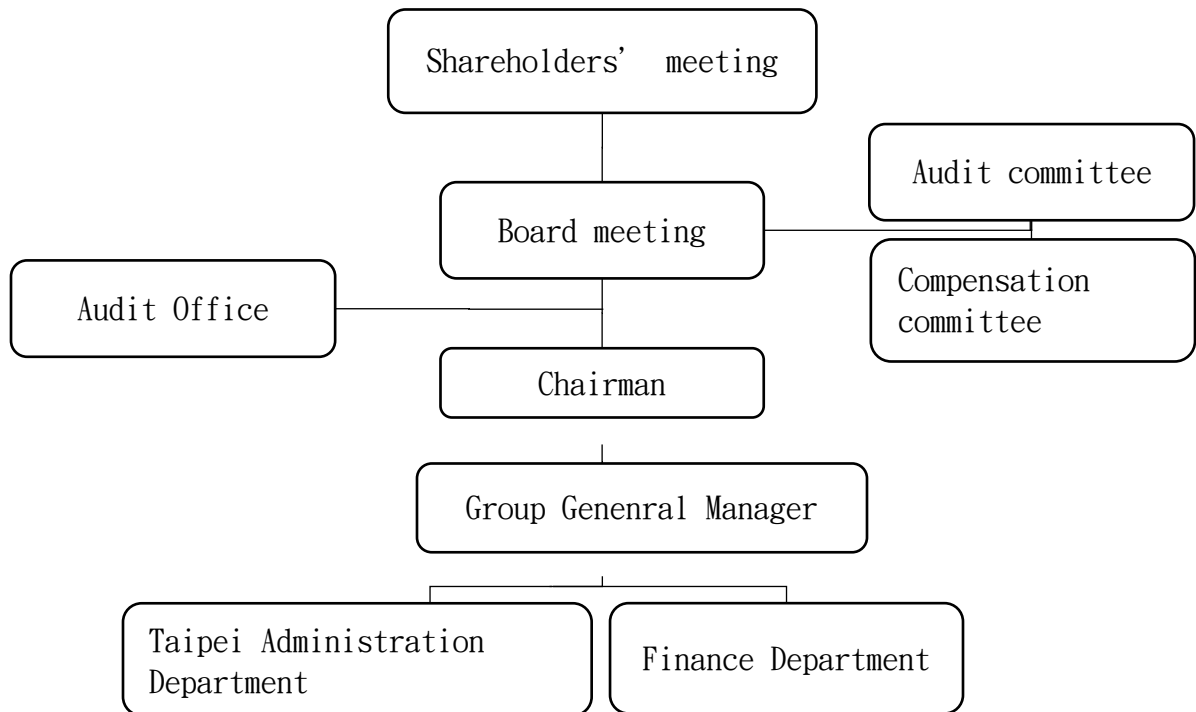 Shareholders’ meeting
Audit committee
Board meeting
Compensation
committee
Audit Office
Chairman
Group Genenral Manager
Taipei Administration
Department
Finance Department